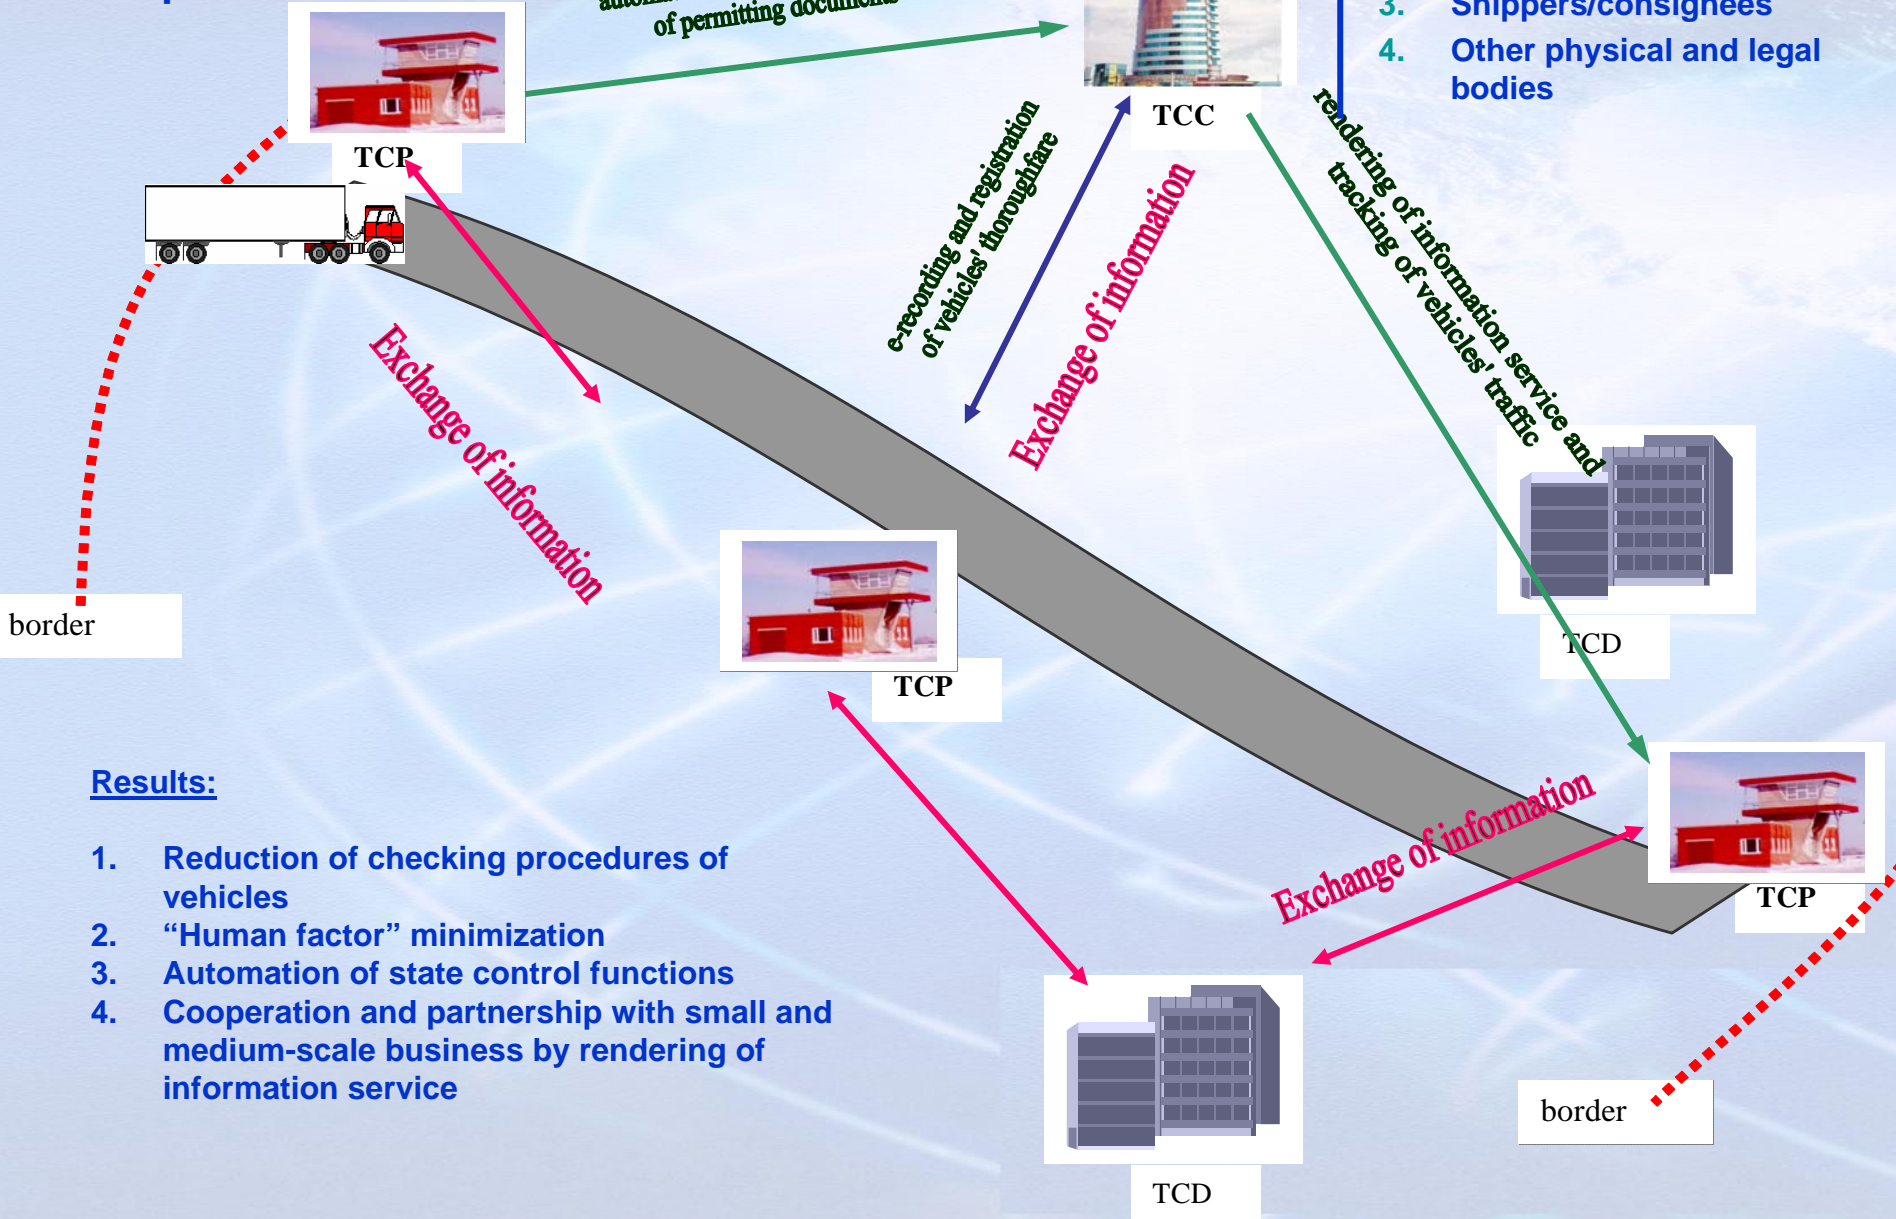 of permitting documents
3. Shippers/consignees
4. Other physical and legal
bodies
TCP
TCC
e-recording and registration
of vehicles' thoroughfare
Exchange of information
rendering of information service and
tracking of vehicles' traffic
Exchange of information
border
TCP
TCD
Results:
1. Reduction of checking procedures of
vehicles
2. “Human factor” minimization
3. Automation of state control functions
4. Cooperation and partnership with small and
medium-scale business by rendering of
information service
Exchange of information
TCP
border
TCD